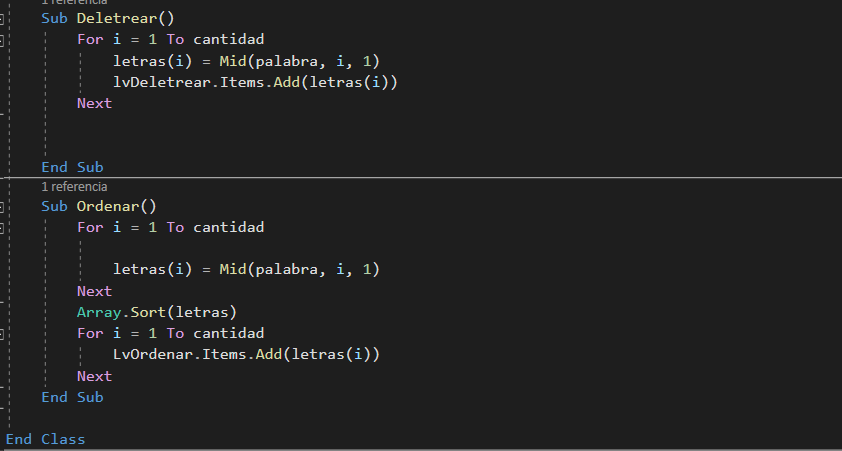 1 referencia
Sub Deletrear()
For i = 1 To cantidad
letras(i) = Mid(palabra, i, 1)
lvDeletrear.Items.Add(letras(i))
Next
End Sub
1 referencia
Sub Ordenar()
For i = 1 To cantidad
letras(i) = Mid(palabra, i, 1)
Next
Array.Sort(letras)
For i = 1 To cantidad
LvOrdenar.Items.Add(letras(i))
Next
End Sub
End Class